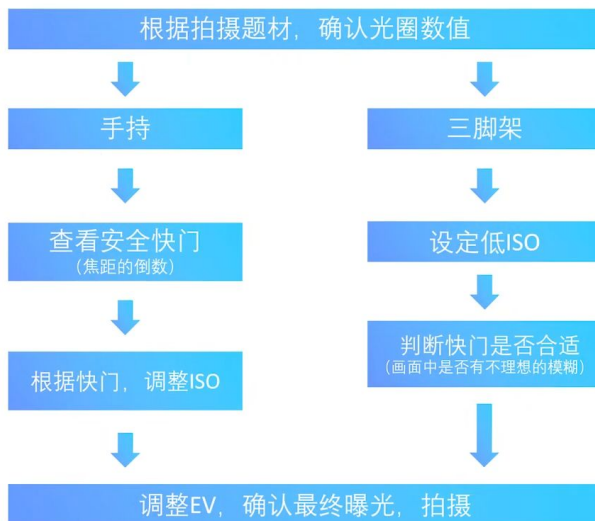 根据拍摄题材，确认光圈数值
手持
三脚架
查看安全快门
（焦距的倒数）
设定低ISO
根据快门，调整ISO
判断快门是否合适
（画面中是否有不理想的模糊）
调整EV，确认最终曝光，拍摄